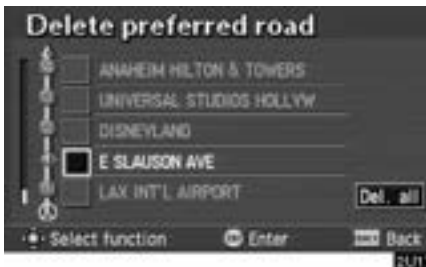 Delete preferred road
ANAHEIM HILTON & TOWERS
UNIVERSAL STUDIOS HOLLYW
DISNEYLAND
E SLAUSON AVE
LAX INT'L AIRPORT
Del. all
Select function Enter Back
2U1